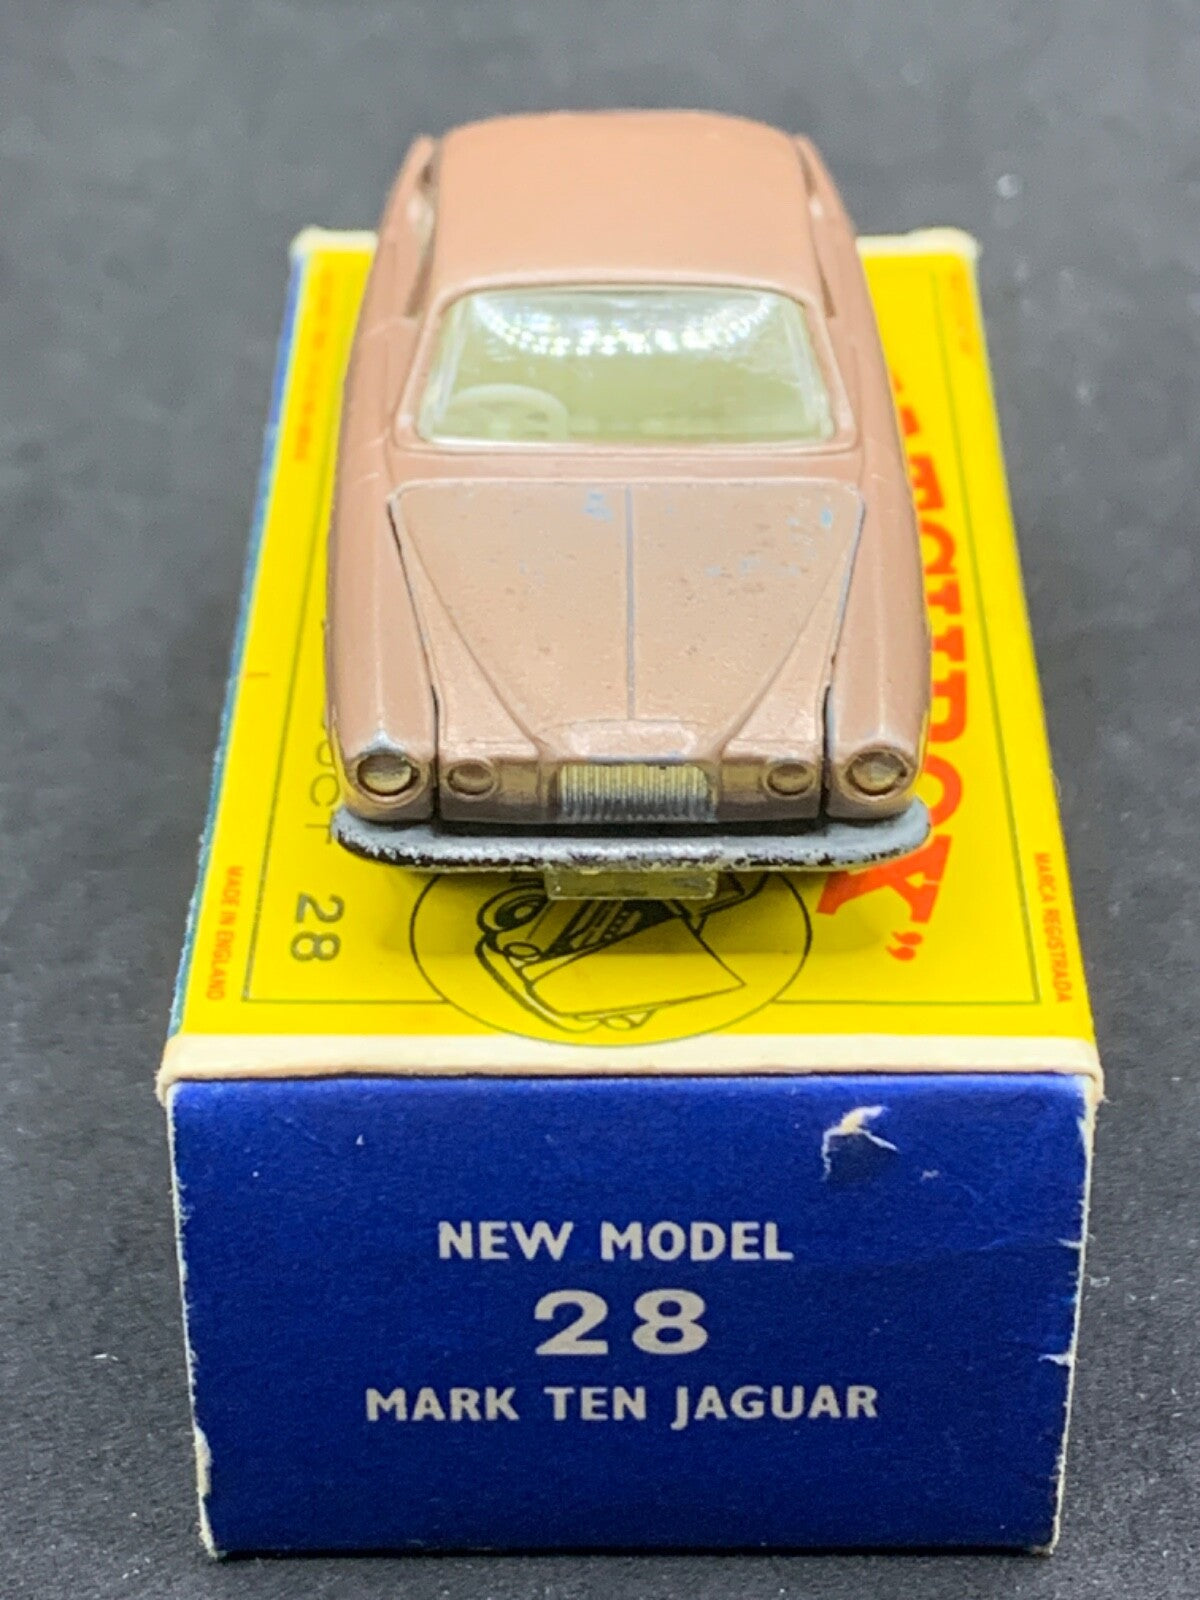 NEW MODEL
28
MARK TEN JAGUAR
MADE IN ENGLAND
28
MARCA REGISTRADA